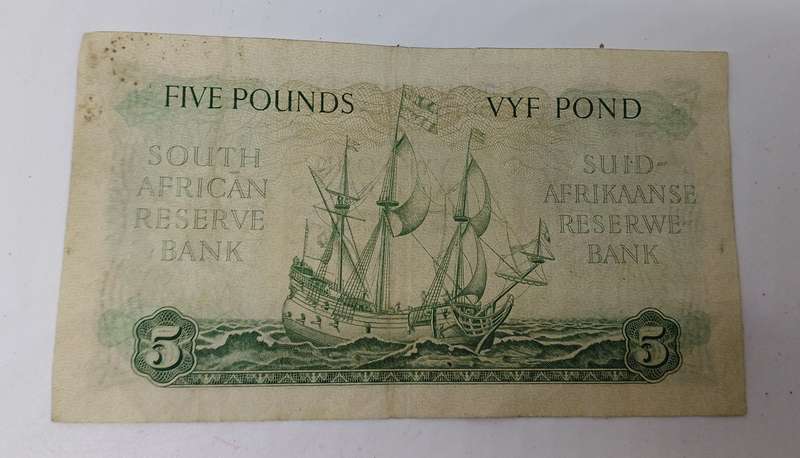 FIVE POUNDS
VYF POND
SOUTH
AFRICAN
RESERVE
BANK
SUID-
AFRIKAANSE
RESERWE-
BANK
5
5